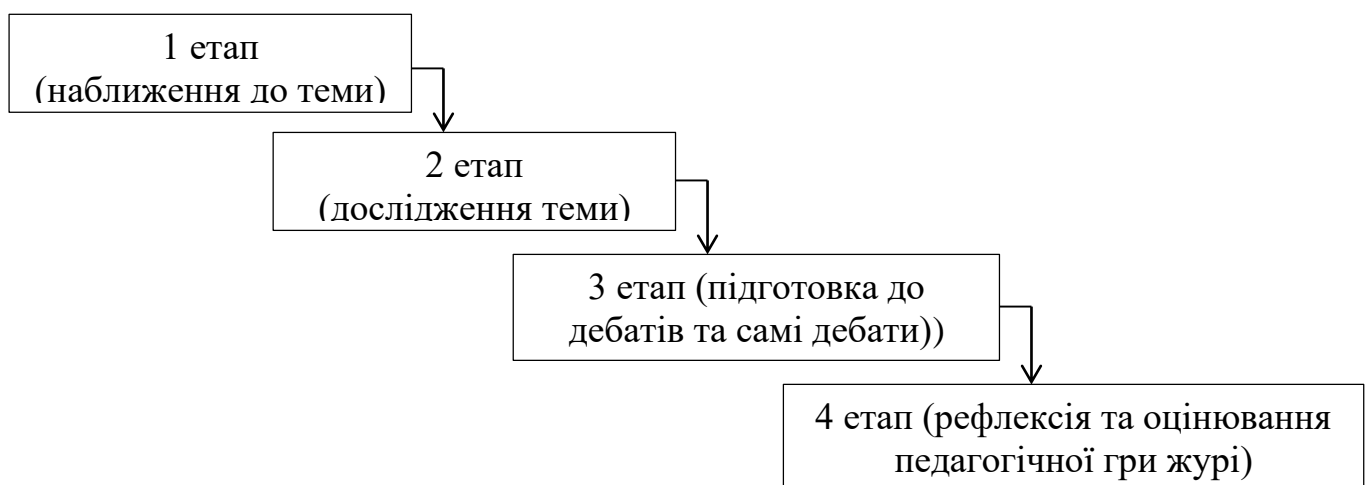 1 етап
(наближення до теми)
2 етап
(дослідження теми)
3 етап (підготовка до
дебатів та самі дебати))
4 етап (рефлексія та оцінювання
педагогічної гри журі)